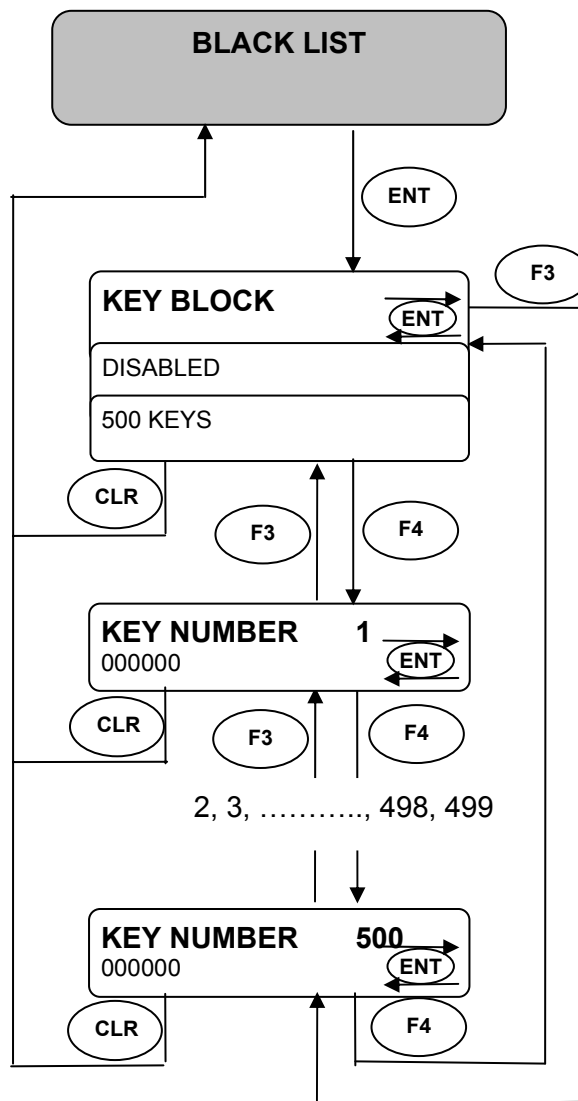 BLACK LIST
ENT
F3
KEY BLOCK
ENT
DISABLED
500 KEYS
CLR
F3
F4
KEY NUMBER 1
000000
ENT
CLR
F3
F4
2, 3, ……….., 498, 499
KEY NUMBER 500
000000
ENT
CLR
F4